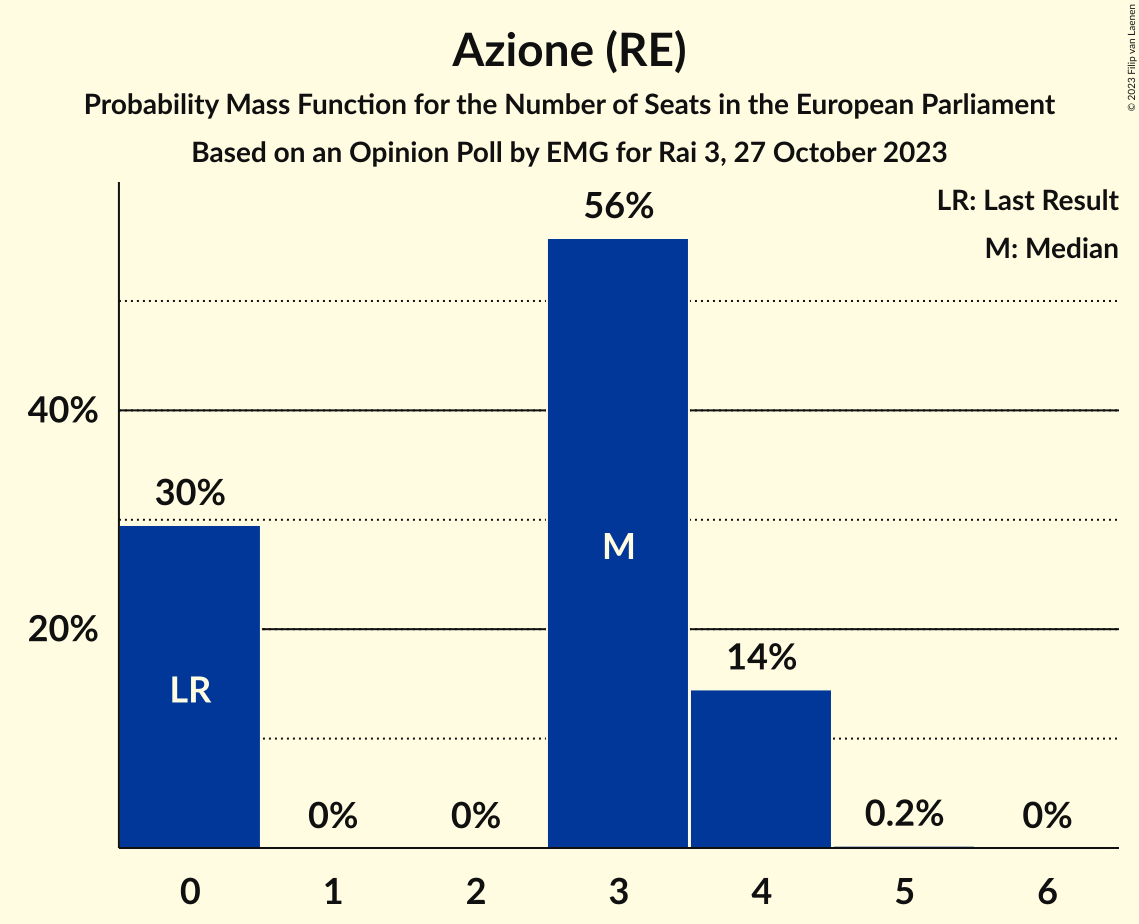 Azione (RE)
Probability Mass Function for the Number of Seats in the European Parliament
Based on an Opinion Poll by EMG for Rai 3, 27 October 2023
© 2023 Filip van Laenen
LR: Last Result
M: Median
56%
40%
30%
M
20%
14%
LR
0% 0% 0.2% 0%
0 1 2 3 4 5 6